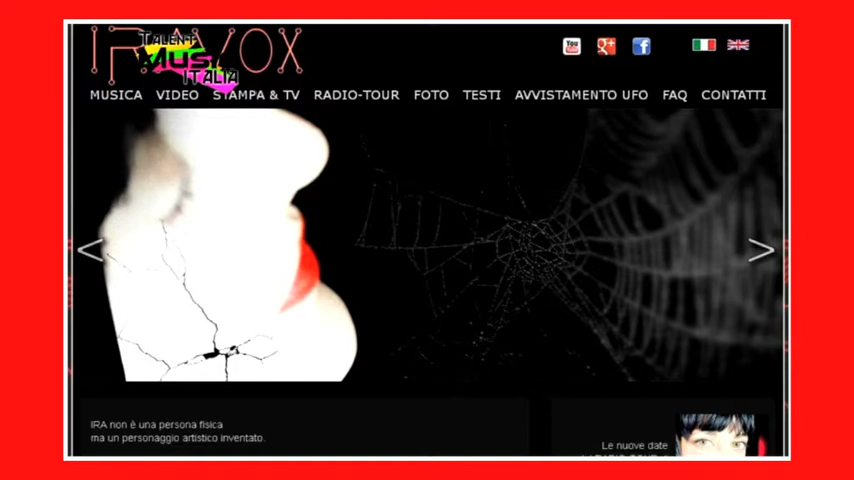 IRAVOX
TALENT
MUSIC
ITALIA
You
g+
f
MUSICA VIDEO STAMPA & TV RADIO-TOUR FOTO TESTI AVVISTAMENTO UFO FAQ CONTATTI
<
>
IRA non è una persona fisica
ma un personaggio artistico inventato.
Le nuove date